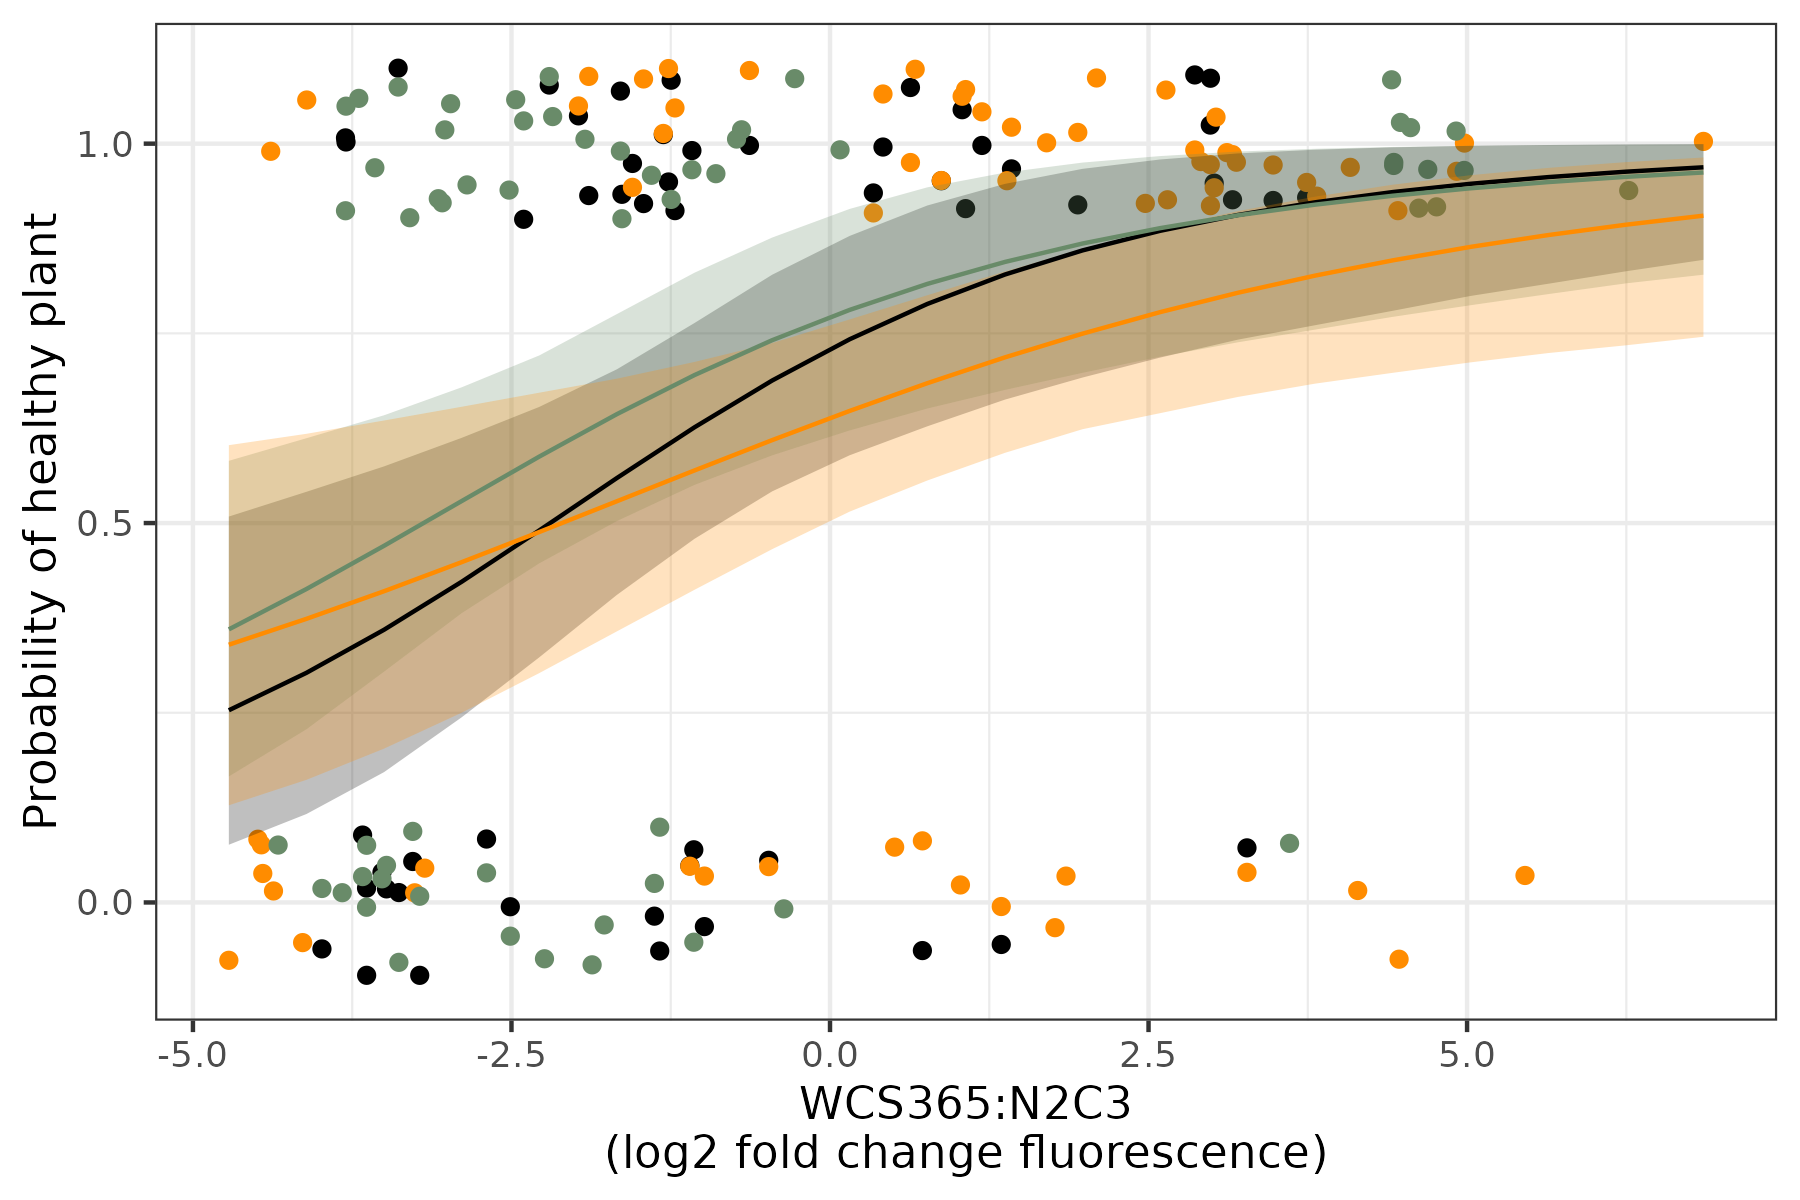 Probability of healthy plant
1.0
0.5
0.0
-5.0 -2.5 0.0 2.5 5.0
WCS365:N2C3
(log2 fold change fluorescence)